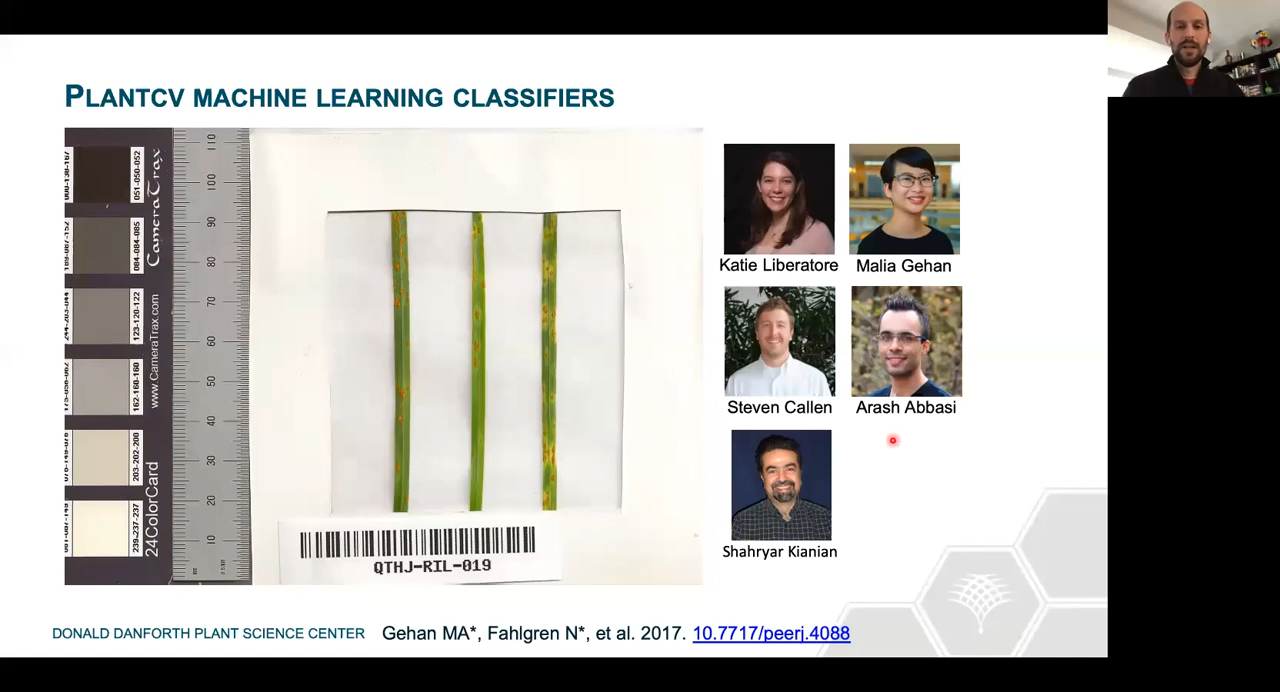 PLANTCV MACHINE LEARNING CLASSIFIERS
051-050-052
084-084-085
123-120-122
162-160-160
203-202-200
239-237-237
CameraTrax
www.CameraTrax.com
24ColorCard
110
100
90
80
70
60
50
40
30
20
10
QTHJ-RIL-019
Katie Liberatore
Malia Gehan
Steven Callen
Arash Abbasi
Shahryar Kianian
DONALD DANFORTH PLANT SCIENCE CENTER
Gehan MA*, Fahlgren N*, et al. 2017. 10.7717/peerj.4088